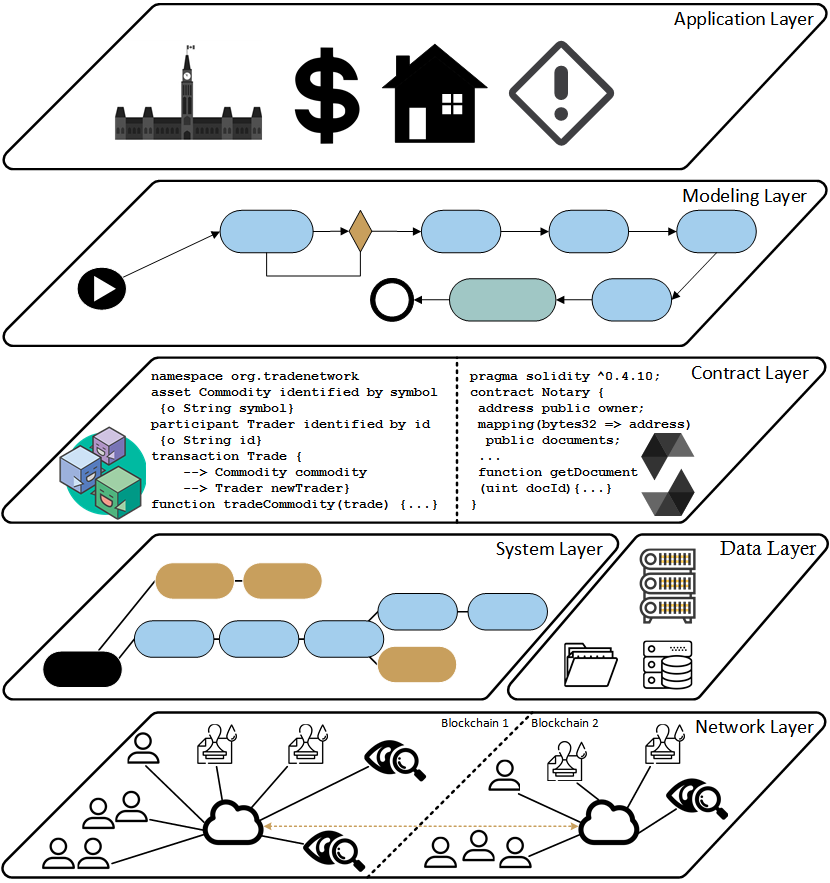 Application Layer
Modeling Layer
Contract Layer
namespace org.tradenetwork
asset Commodity identified by symbol
{o String symbol}
participant Trader identified by id
{o String id}
transaction Trade {
--> Commodity commodity
--> Trader newTrader}
function tradeCommodity(trade) {...}
pragma solidity ^0.4.10;
contract Notary {
address public owner;
mapping(bytes32 => address)
public documents;
...
function getDocument
(uint docId){...}
}
System Layer
Data Layer
Blockchain 1
Blockchain 2
Network Layer